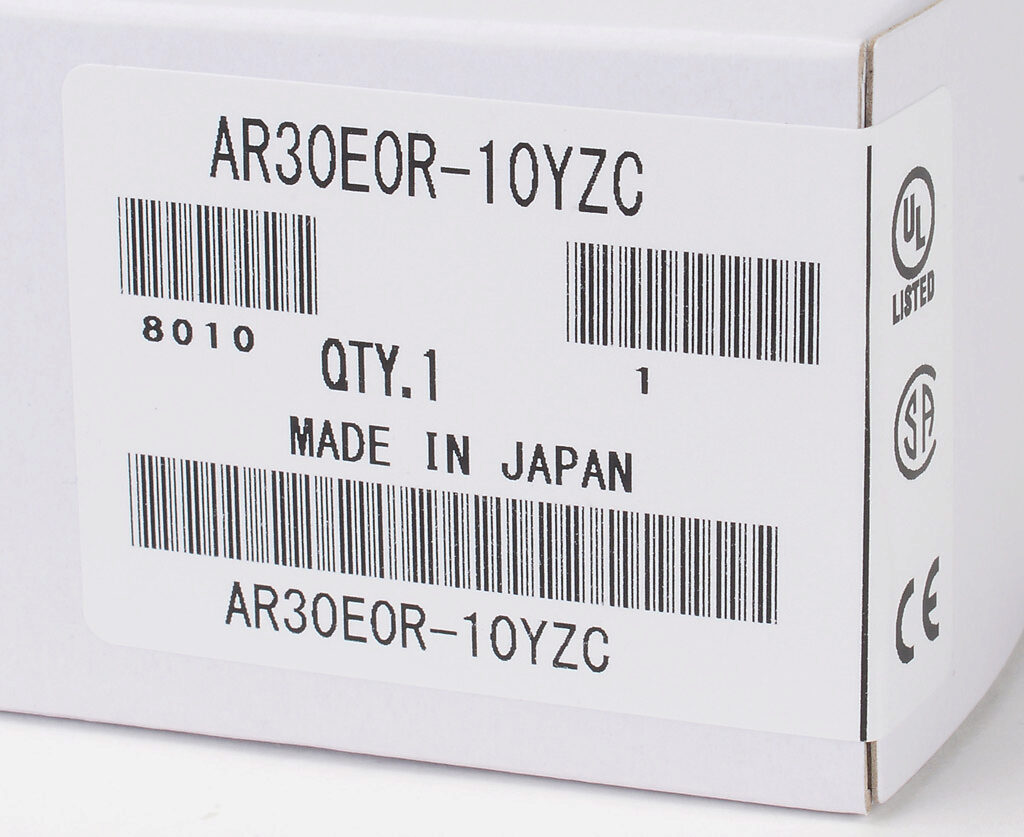 AR30E0R-10YZC
8010
1
QTY.1
MADE IN JAPAN
AR30E0R-10YZC
UL
LISTED
SA
CE